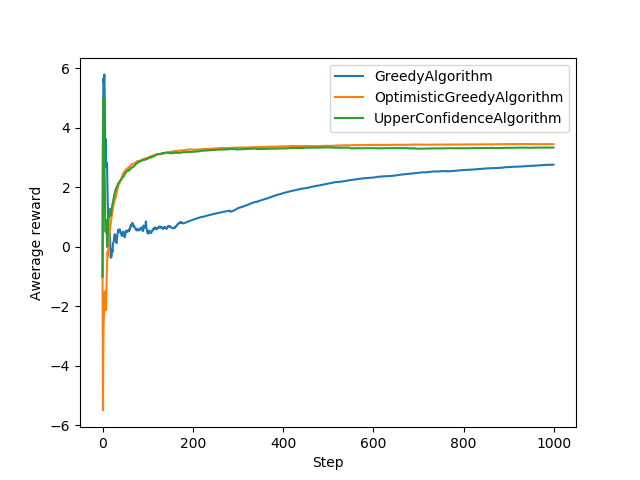 6
4
2
0
−2
−4
−6
Awerage reward
0
200
400
600
800
1000
Step
GreedyAlgorithm
OptimisticGreedyAlgorithm
UpperConfidenceAlgorithm